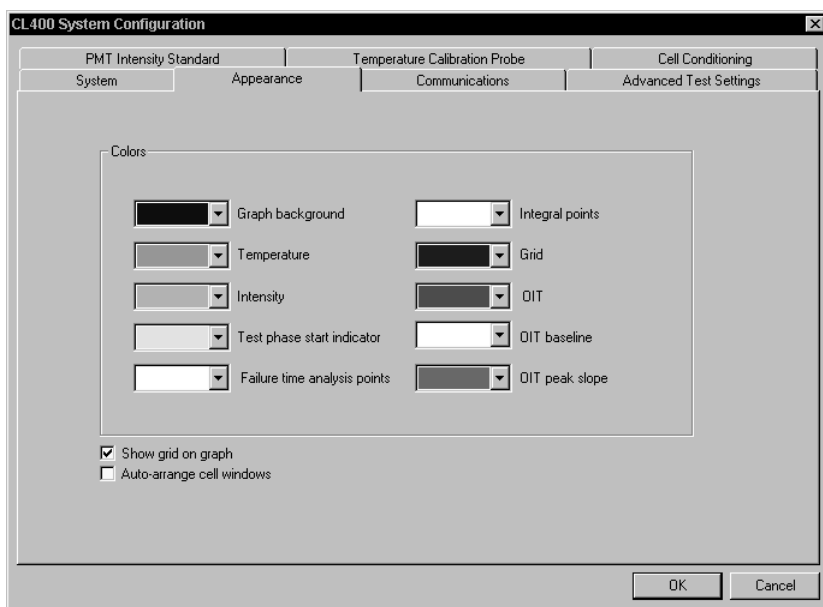 CL400 System Configuration
PMT Intensity Standard Temperature Calibration Probe Cell Conditioning
System Appearance Communications Advanced Test Settings
Colors
Graph background Integral points
Temperature Grid
Intensity OIT
Test phase start indicator OIT baseline
Failure time analysis points OIT peak slope
Show grid on graph
Auto-arrange cell windows
OK Cancel